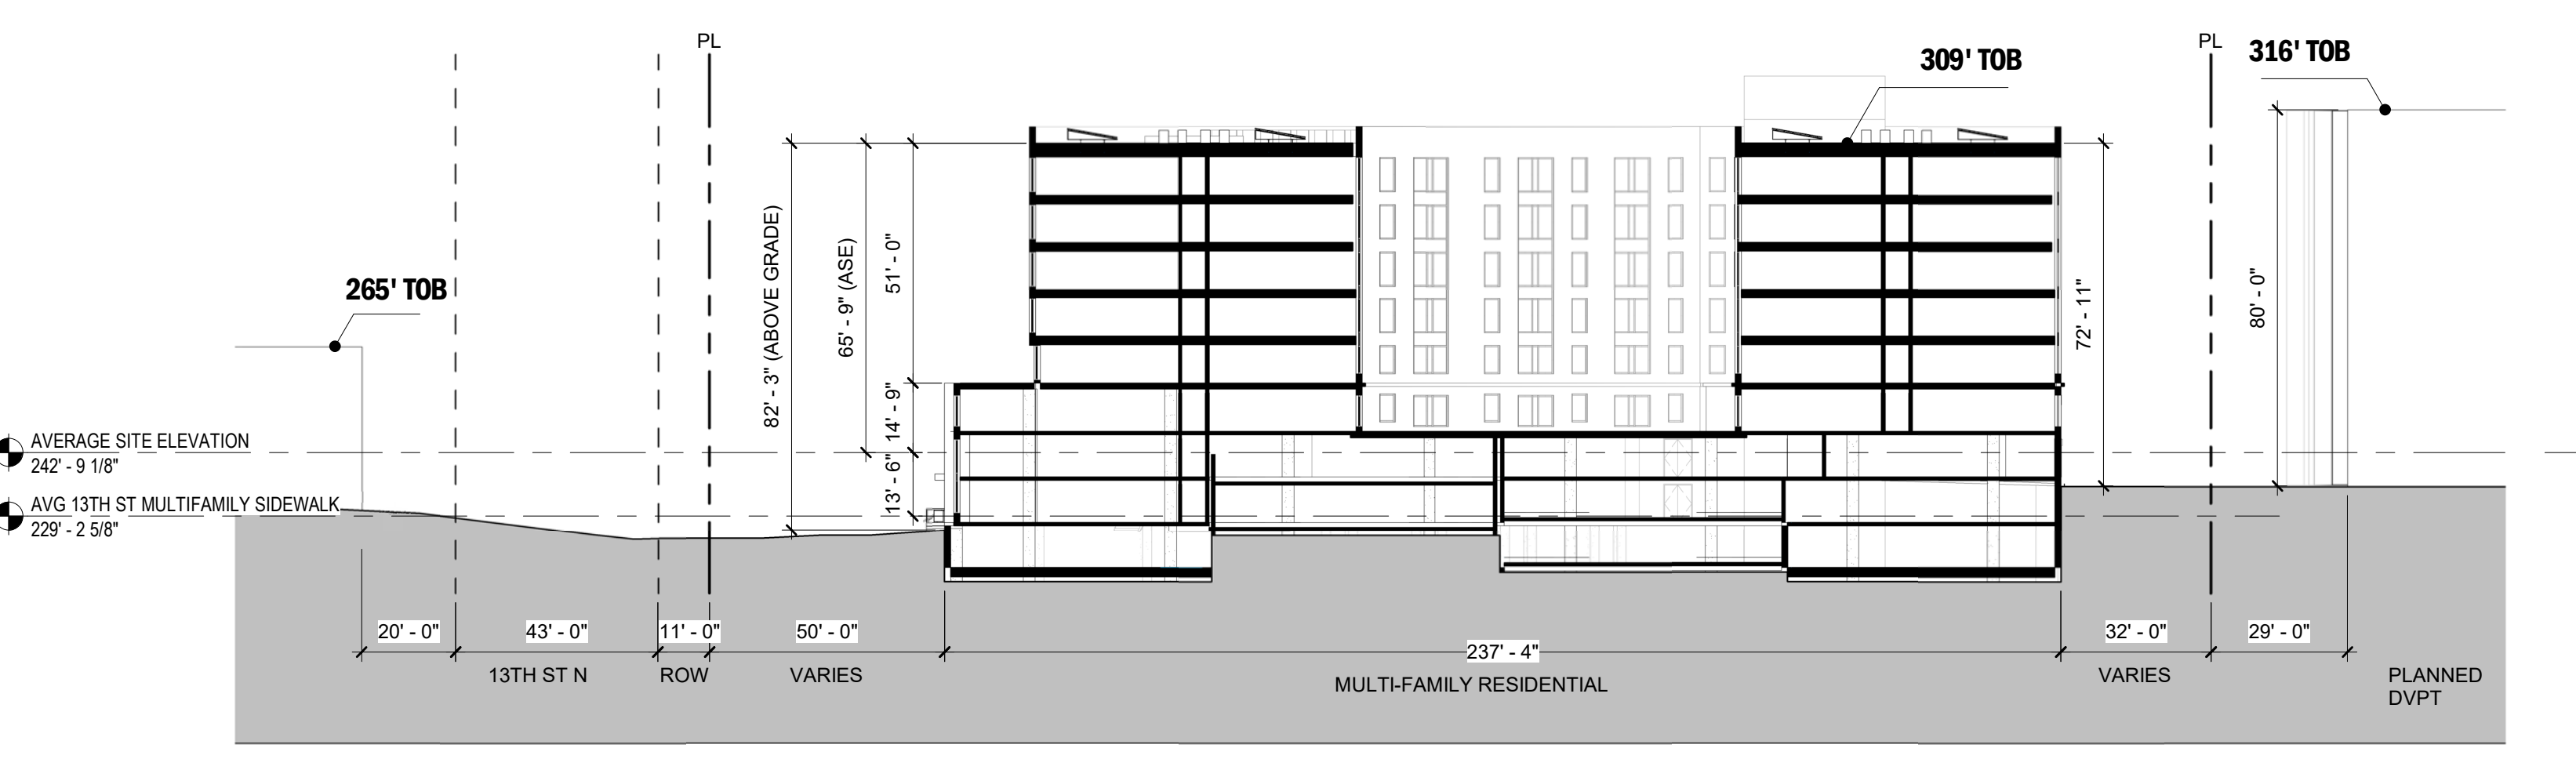 PL
PL
309' TOB
316' TOB
265' TOB
82' - 3" (ABOVE GRADE)
65' - 9" (ASE)
51' - 0"
14' - 9"
13' - 6"
72' - 11"
80' - 0"
AVERAGE SITE ELEVATION
242' - 9 1/8"
AVG 13TH ST MULTIFAMILY SIDEWALK
229' - 2 5/8"
20' - 0"
43' - 0"
11' - 0"
50' - 0"
237' - 4"
32' - 0"
29' - 0"
13TH ST N
ROW
VARIES
MULTI-FAMILY RESIDENTIAL
VARIES
PLANNED
DVPT